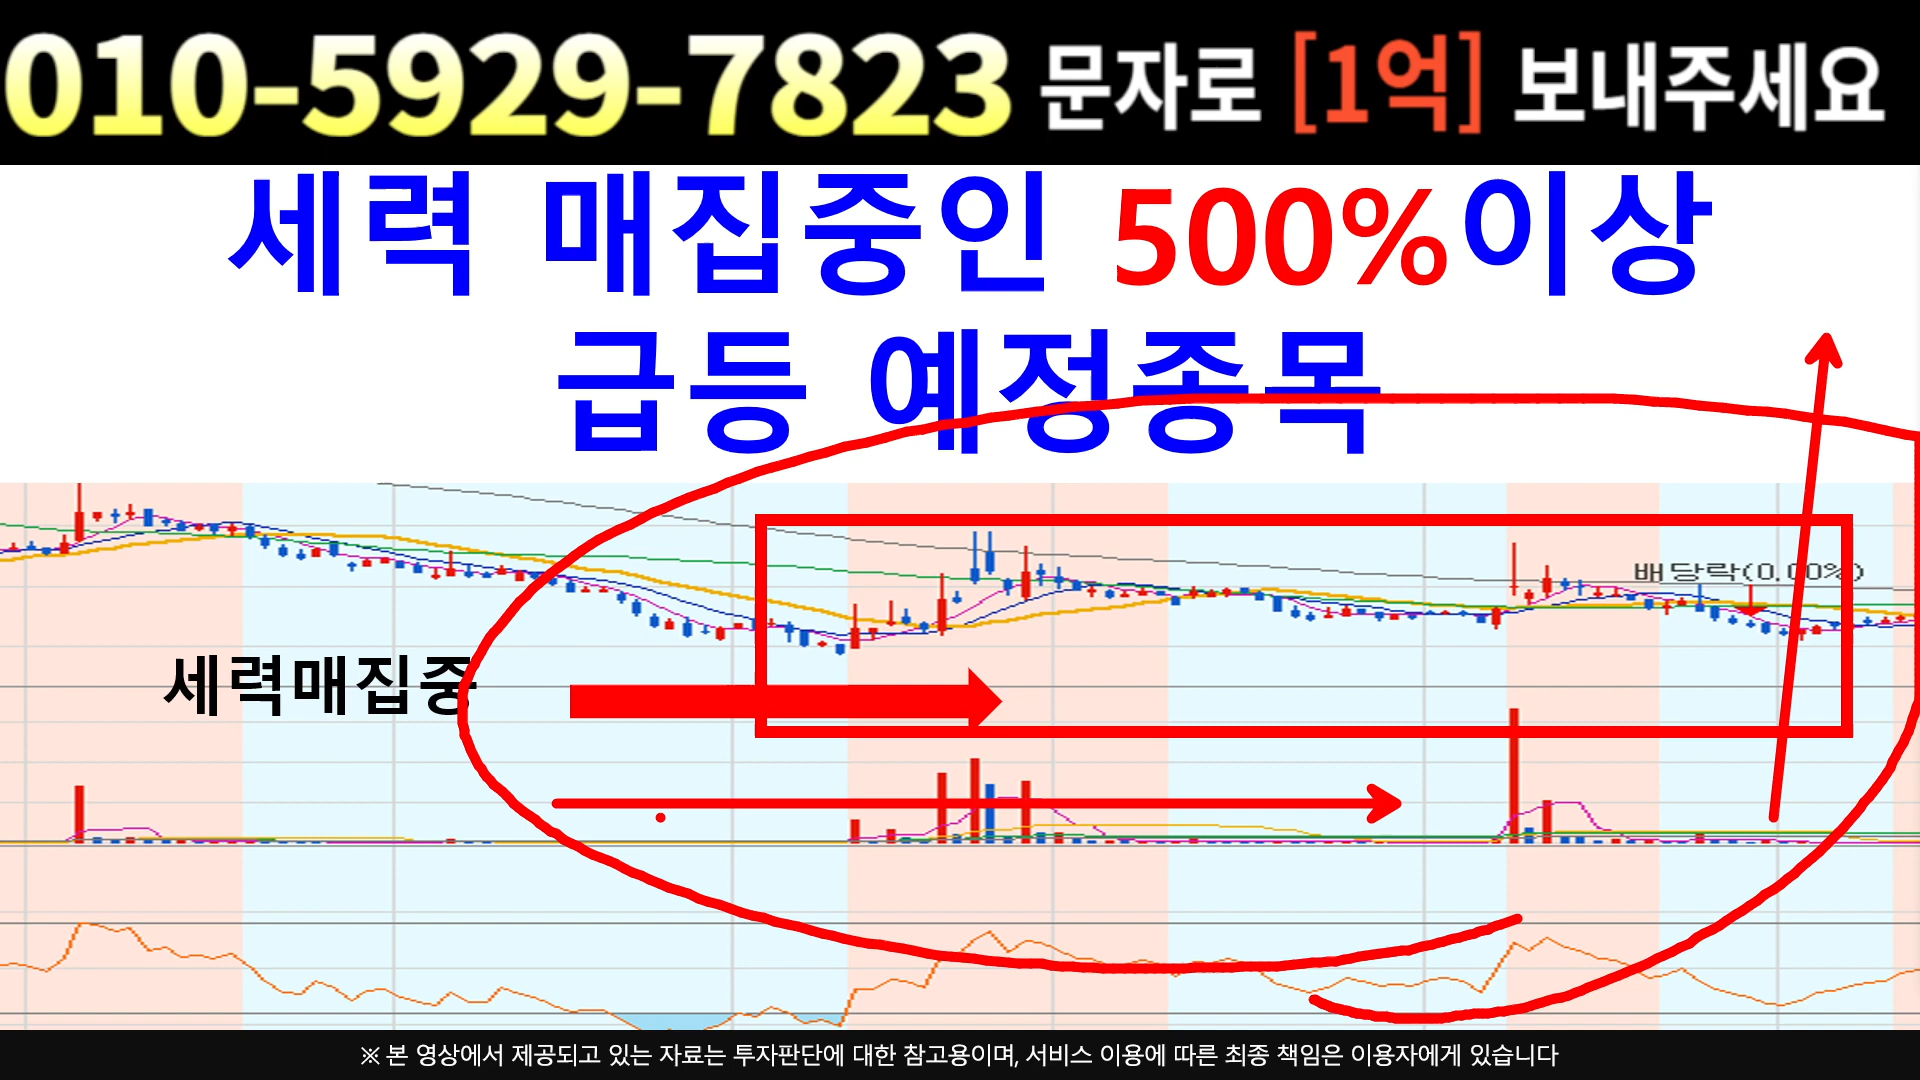 010-5929-7823 문자로 [1억] 보내주세요
세력 매집중인 500%이상
급등 예정종목
배당락(0.00%)
세력매집중
※ 본 영상에서 제공되고 있는 자료는 투자판단에 대한 참고용이며, 서비스 이용에 따른 최종 책임은 이용자에게 있습니다